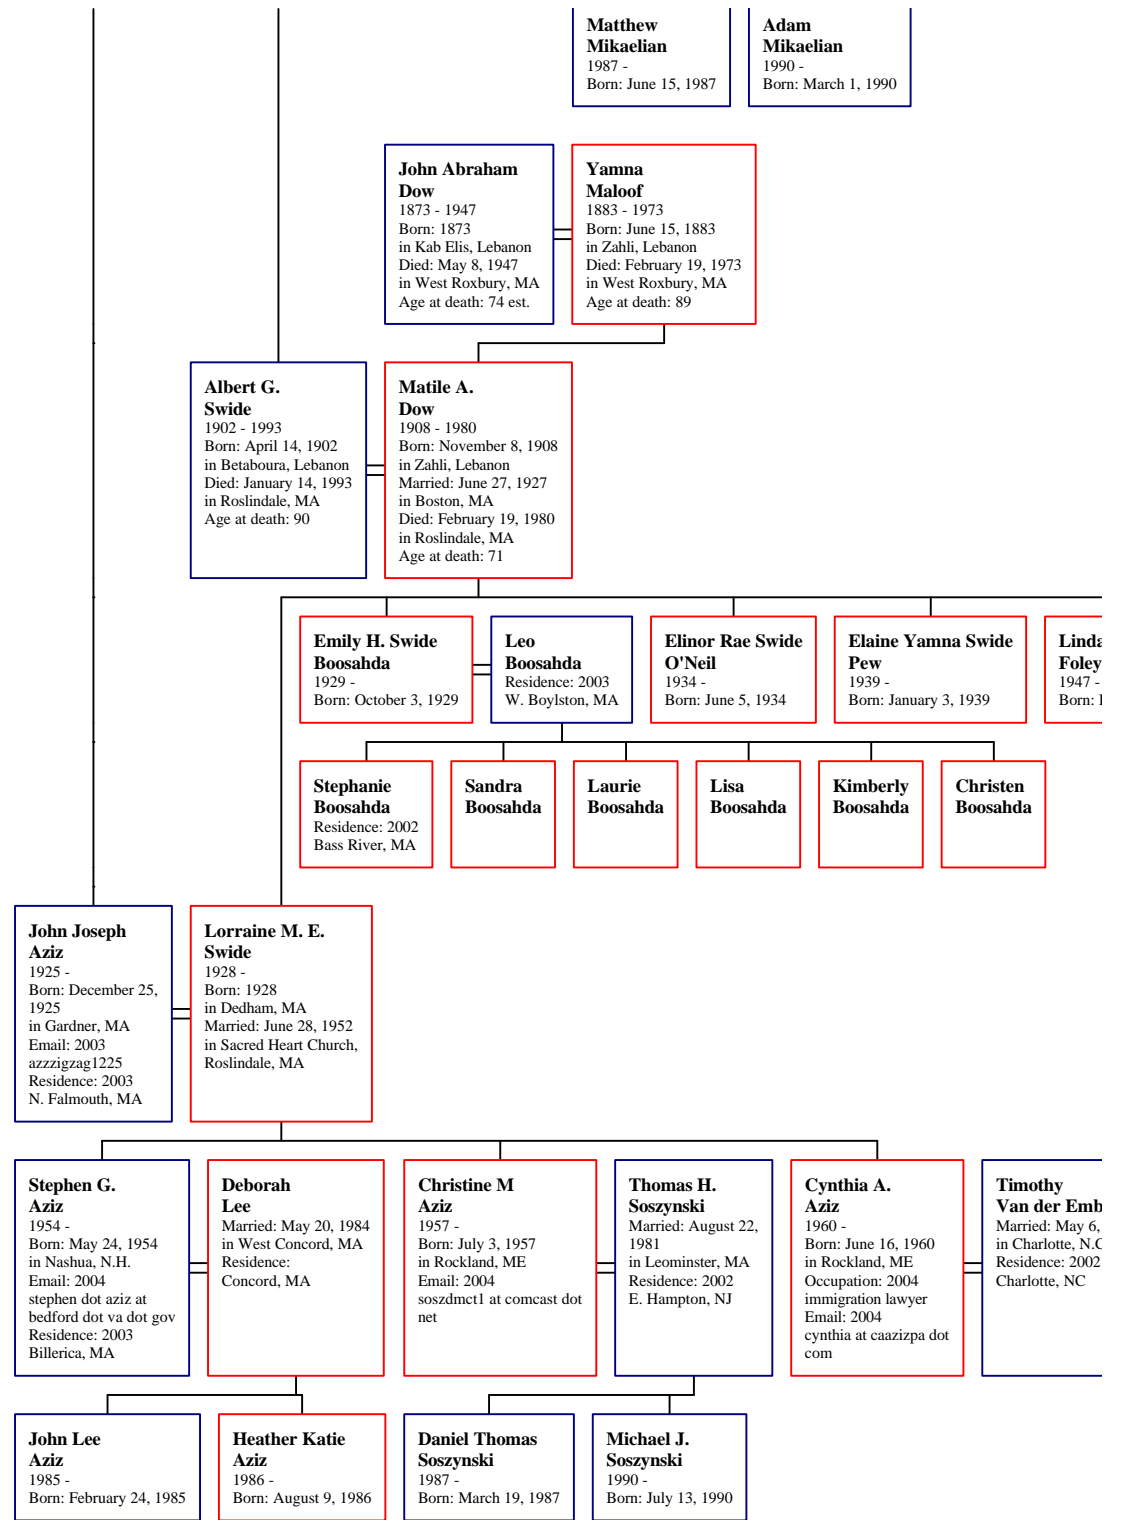 Matthew
Mikaelian
1987 -
Born: June 15, 1987
Adam
Mikaelian
1990 -
Born: March 1, 1990
John Abraham
Dow
1873 - 1947
Born: 1873
in Kab Elis, Lebanon
Died: May 8, 1947
in West Roxbury, MA
Age at death: 74 est.
Yamna
Maloof
1883 - 1973
Born: June 15, 1883
in Zahli, Lebanon
Died: February 19, 1973
in West Roxbury, MA
Age at death: 89
Albert G.
Swide
1902 - 1993
Born: April 14, 1902
in Betaboura, Lebanon
Died: January 14, 1993
in Roslindale, MA
Age at death: 90
Matile A.
Dow
1908 - 1980
Born: November 8, 1908
in Zahli, Lebanon
Married: June 27, 1927
in Boston, MA
Died: February 19, 1980
in Roslindale, MA
Age at death: 71
Emily H. Swide
Boosahda
1929 -
Born: October 3, 1929
Leo
Boosahda
Residence: 2003
W. Boylston, MA
Elinor Rae Swide
O'Neil
1934 -
Born: June 5, 1934
Elaine Yamna Swide
Pew
1939 -
Born: January 3, 1939
Linda
Foley
1947 -
Born:
Stephanie
Boosahda
Residence: 2002
Bass River, MA
Sandra
Boosahda
Laurie
Boosahda
Lisa
Boosahda
Kimberly
Boosahda
Christen
Boosahda
John Joseph
Aziz
1925 -
Born: December 25,
1925
in Gardner, MA
Email: 2003
azzzigzag1225
Residence: 2003
N. Falmouth, MA
Lorraine M. E.
Swide
1928 -
Born: 1928
in Dedham, MA
Married: June 28, 1952
in Sacred Heart Church,
Roslindale, MA
Stephen G.
Aziz
1954 -
Born: May 24, 1954
in Nashua, N.H.
Email: 2004
stephen dot aziz at
bedford dot va dot gov
Residence: 2003
Billerica, MA
Deborah
Lee
Married: May 20, 1984
in West Concord, MA
Residence:
Concord, MA
Christine M
Aziz
1957 -
Born: July 3, 1957
in Rockland, ME
Email: 2004
soszdmct1 at comcast dot
net
Thomas H.
Soszynski
Married: August 22,
1981
in Leominster, MA
Residence: 2002
E. Hampton, NJ
Cynthia A.
Aziz
1960 -
Born: June 16, 1960
in Rockland, ME
Occupation: 2004
immigration lawyer
Email: 2004
cynthia at caazizpa dot
com
Timothy
Van der Emb
Married: May 6,
in Charlotte, N.C
Residence: 2002
Charlotte, NC
John Lee
Aziz
1985 -
Born: February 24, 1985
Heather Katie
Aziz
1986 -
Born: August 9, 1986
Daniel Thomas
Soszynski
1987 -
Born: March 19, 1987
Michael J.
Soszynski
1990 -
Born: July 13, 1990